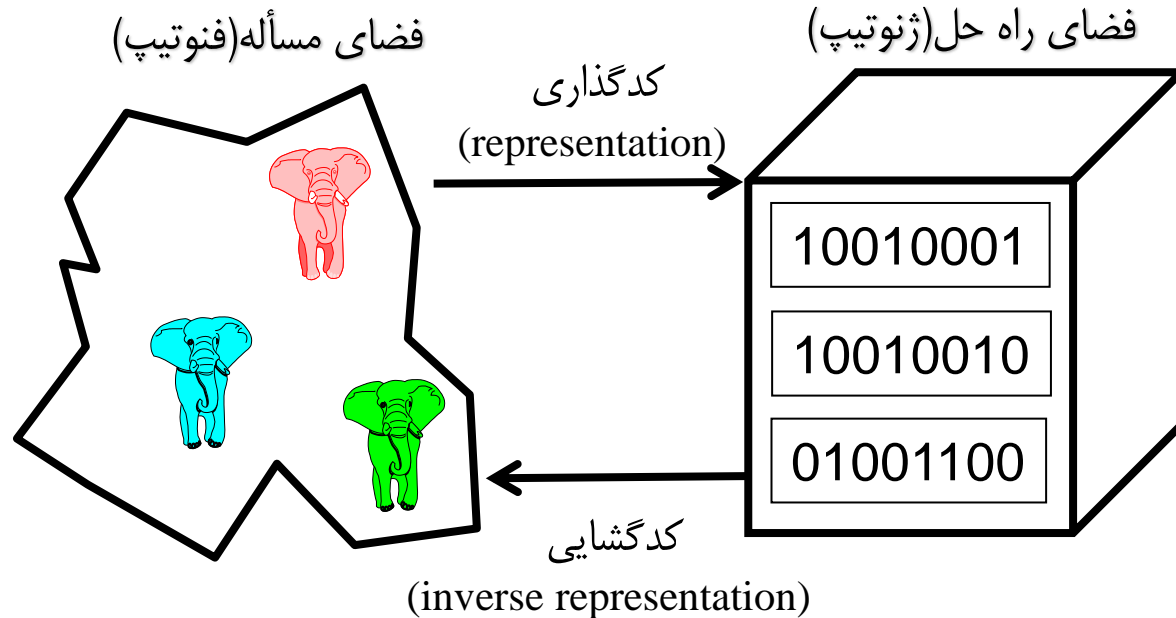 فضای راه حل(ژنوتیپ)
فضای مسأله(فنوتیپ)
کدگذاری
(representation)
10010001
10010010
01001100
کدگشایی
(inverse representation)